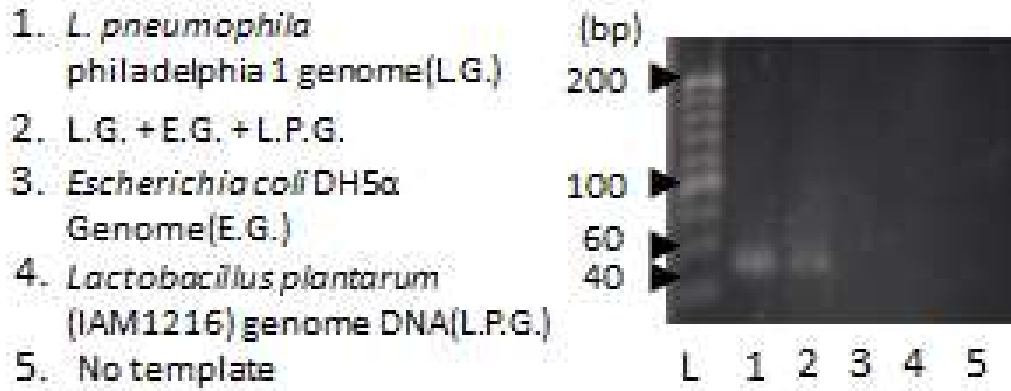 1. L. pneumophila
philadelphia 1 genome(L.G.)
2. L.G. + E.G. + L.P.G.
3. Escherichia coli DH5α
Genome(E.G.)
4. Lactobacillus plantarum
(IAM1216) genome DNA(L.P.G.)
5. No template
(bp)
200
100
60
40
L 1 2 3 4 5